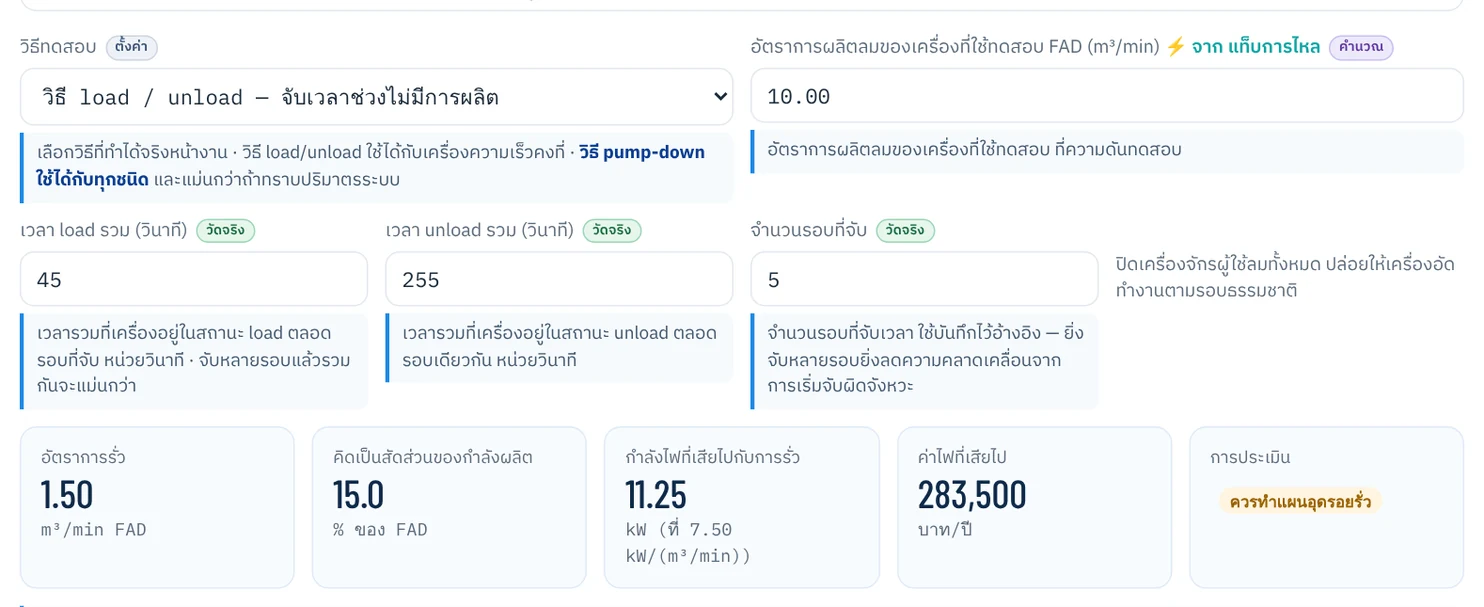 วิธีทดสอบ ตั้งค่า
อัตราการผลิตลมของเครื่องที่ใช้ทดสอบ FAD (m³/min) ⚡ จาก แท็บการไหล คำนวณ
วิธี load / unload — จับเวลาช่วงไม่มีการผลิต
10.00
เลือกวิธีที่ทำได้จริงหน้างาน · วิธี load/unload ใช้ได้กับเครื่องความเร็วคงที่ · วิธี pump-down
ใช้ได้กับทุกชนิด และแม่นกว่าถ้าทราบปริมาตรระบบ
อัตราการผลิตลมของเครื่องที่ใช้ทดสอบ ที่ความดันทดสอบ
เวลา load รวม (วินาที) วัดจริง
45
เวลารวมที่เครื่องอยู่ในสถานะ load ตลอด
รอบที่จับ หน่วยวินาที · จับหลายรอบแล้วรวม
กันจะแม่นกว่า
เวลา unload รวม (วินาที) วัดจริง
255
เวลารวมที่เครื่องอยู่ในสถานะ unload ตลอด
รอบเดียวกัน หน่วยวินาที
จำนวนรอบที่จับ วัดจริง
5
จำนวนรอบที่จับเวลา ใช้บันทึกไว้อ้างอิง — ยิ่ง
จับหลายรอบยิ่งลดความคลาดเคลื่อนจาก
การเริ่มจับผิดจังหวะ
ปิดเครื่องจักรผู้ใช้ลมทั้งหมด ปล่อยให้เครื่องอัด
ทำงานตามรอบธรรมชาติ
อัตราการรั่ว
1.50
m³/min FAD
คิดเป็นสัดส่วนของกำลังผลิต
15.0
% ของ FAD
กำลังไฟที่เสียไปกับการรั่ว
11.25
kW (ที่ 7.50
kW/(m³/min))
ค่าไฟที่เสียไป
283,500
บาท/ปี
การประเมิน
ควรทำแผนอุดรอยรั่ว